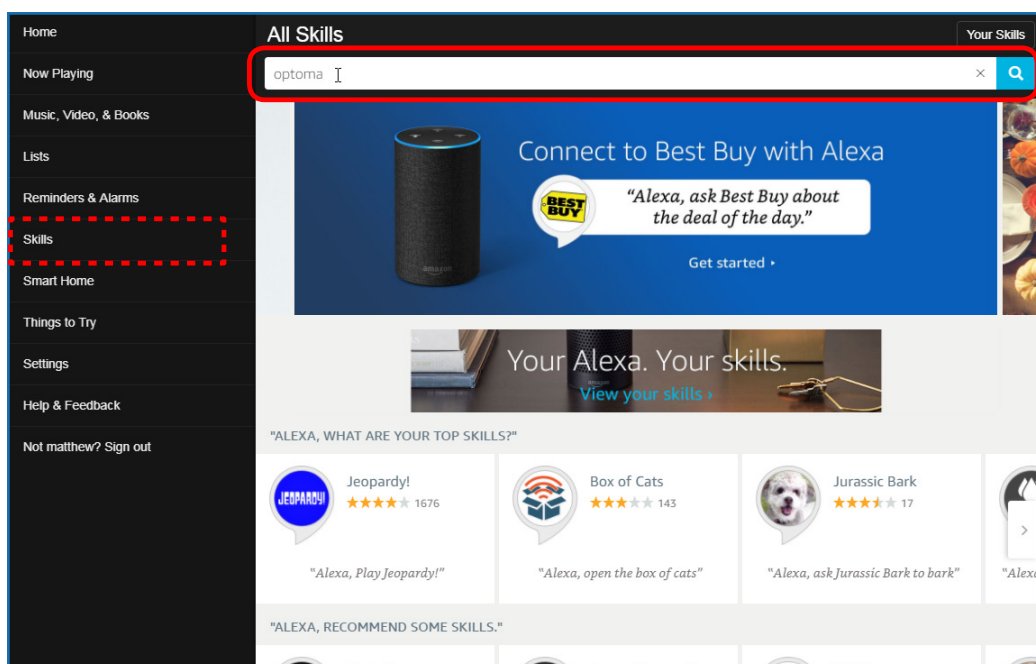 Home
Now Playing
Music, Video, & Books
Lists
Reminders & Alarms
Skills
Smart Home
Things to Try
Settings
Help & Feedback
Not matthew? Sign out
All Skills
Your Skills
optoma
Connect to Best Buy with Alexa
BEST
BUY
“Alexa, ask Best Buy about
the deal of the day.”
Get started
amazon
Your Alexa. Your skills.
View your skills ›
"ALEXA, WHAT ARE YOUR TOP SKILLS?"
JEOPARDY!
Jeopardy!
1676
"Alexa, Play Jeopardy!"
Box of Cats
143
"Alexa, open the box of cats"
Jurassic Bark
17
"Alexa, ask Jurassic Bark to bark"
"Alexa
"ALEXA, RECOMMEND SOME SKILLS."